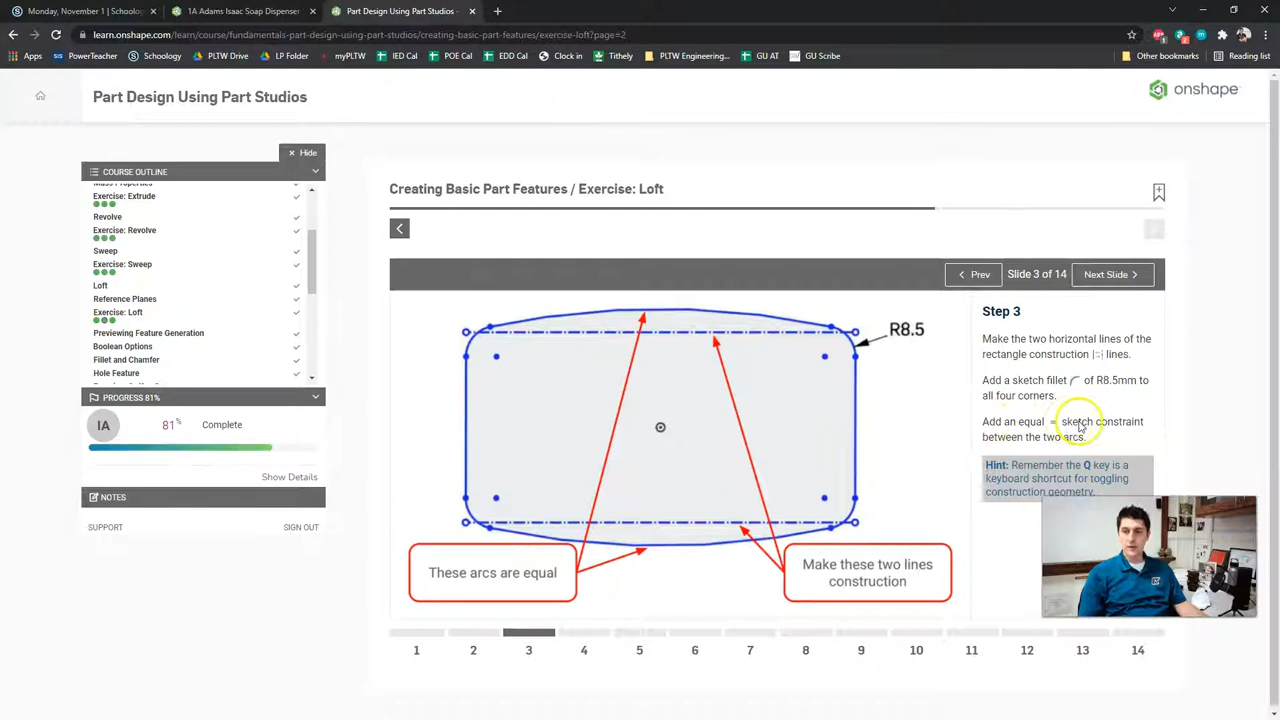 Monday, November 1 | Schoolog
1A Adams Isaac Soap Dispenser
Part Design Using Part Studios
learn.onshape.com/learn/course/fundamentals-part-design-using-part-studios/creating-basic-part-features/exercise-loft?page=2
Apps
PowerTeacher
Schoology
PLTW Drive
LP Folder
myPLTW
IED Cal
POE Cal
EDD Cal
Clock in
Tithely
PLTW Engineering...
GU AT
GU Scribe
Other bookmarks
Reading list
Part Design Using Part Studios
onshape
Hide
COURSE OUTLINE
Mass Properties
Exercise: Extrude
Revolve
Exercise: Revolve
Sweep
Exercise: Sweep
Loft
Reference Planes
Exercise: Loft
Previewing Feature Generation
Boolean Options
Fillet and Chamfer
Hole Feature
PROGRESS 81%
IA
81%
Complete
Show Details
NOTES
SUPPORT
SIGN OUT
Creating Basic Part Features / Exercise: Loft
Prev
Slide 3 of 14
Next Slide
R8.5
These arcs are equal
Make these two lines
construction
Step 3
Make the two horizontal lines of the
rectangle construction lines.
Add a sketch fillet of R8.5mm to
all four corners.
Add an equal = sketch constraint
between the two arcs.
Hint: Remember the Q key is a
keyboard shortcut for toggling
construction geometry.
1 2 3 4 5 6 7 8 9 10 11 12 13 14